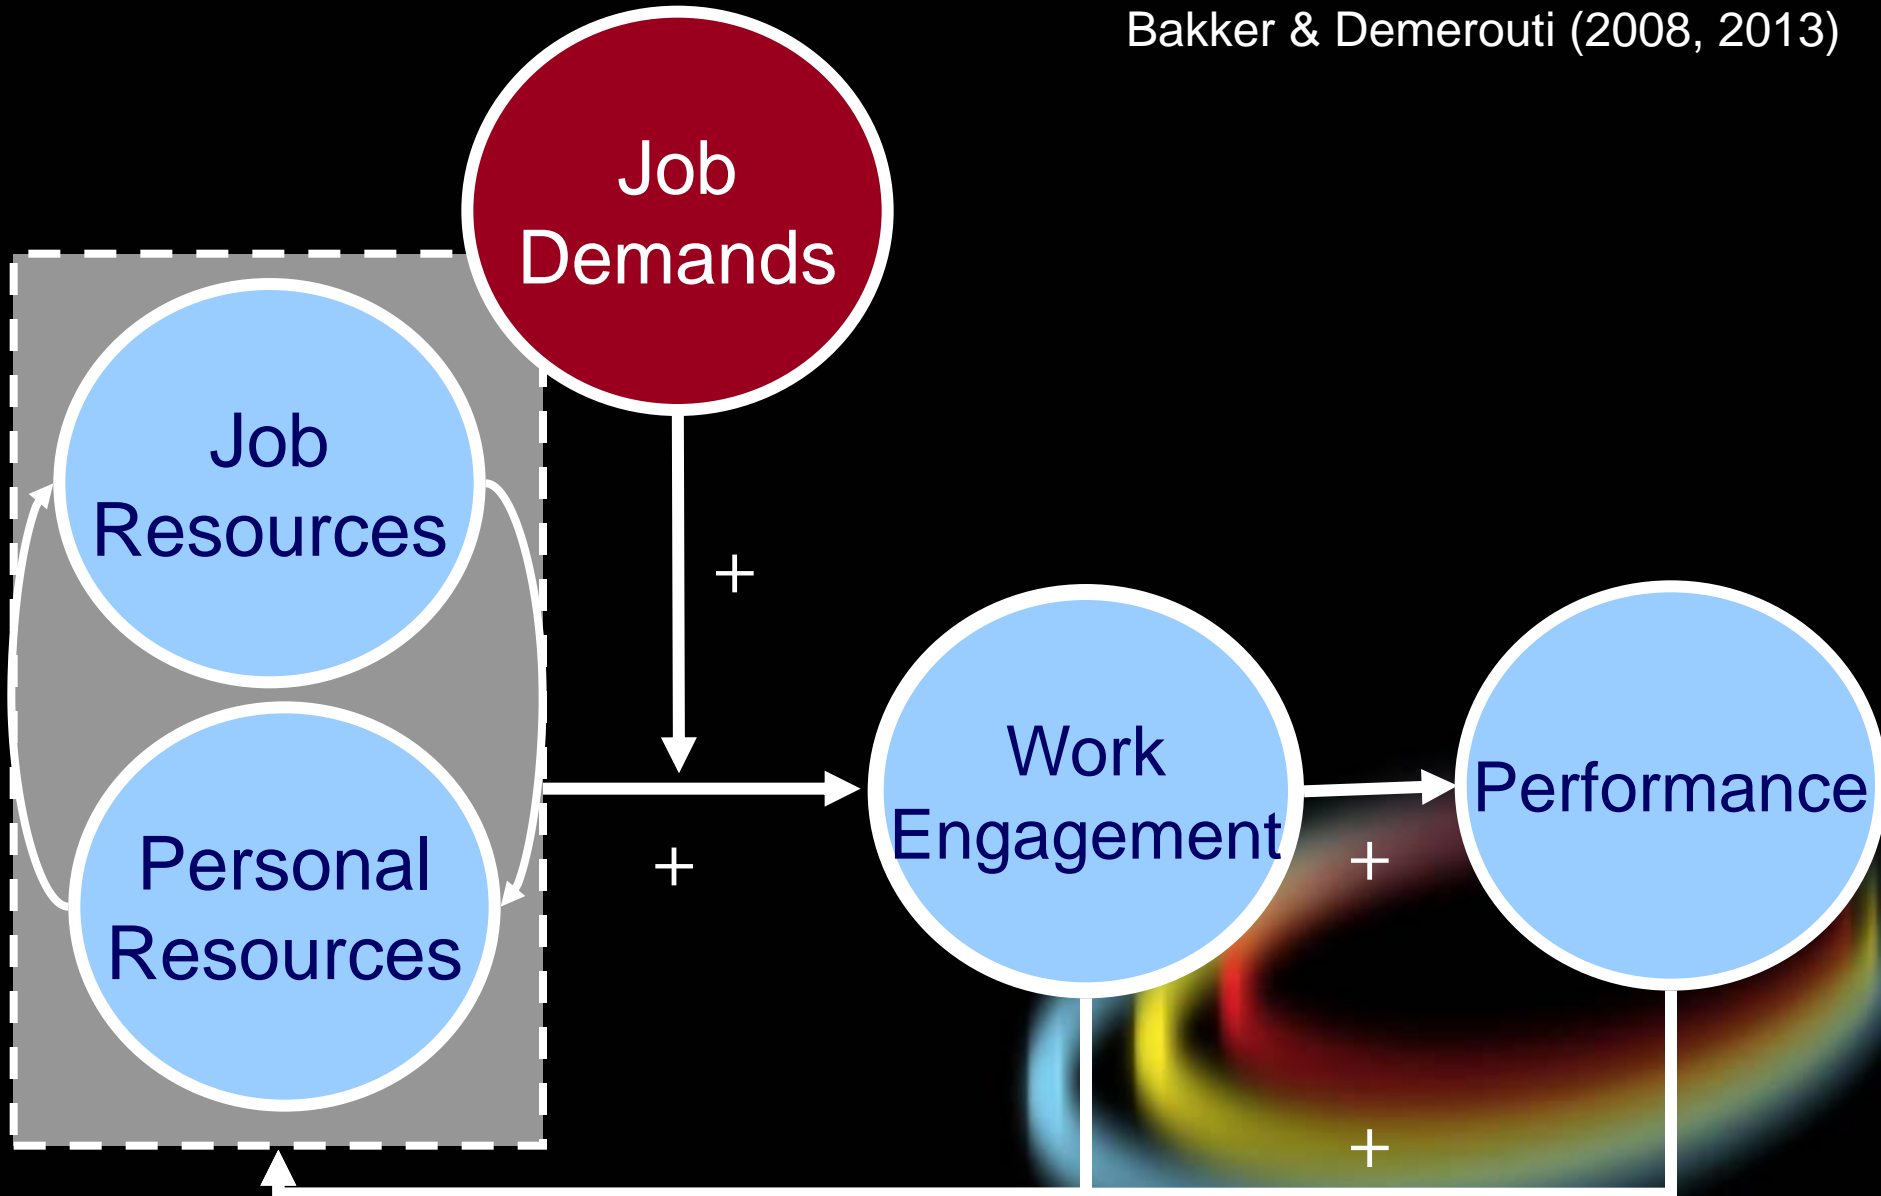 Bakker & Demerouti (2008, 2013)
Job
Demands
Job
Resources
+
Work
Engagement
Performance
Personal
Resources
+
+
+